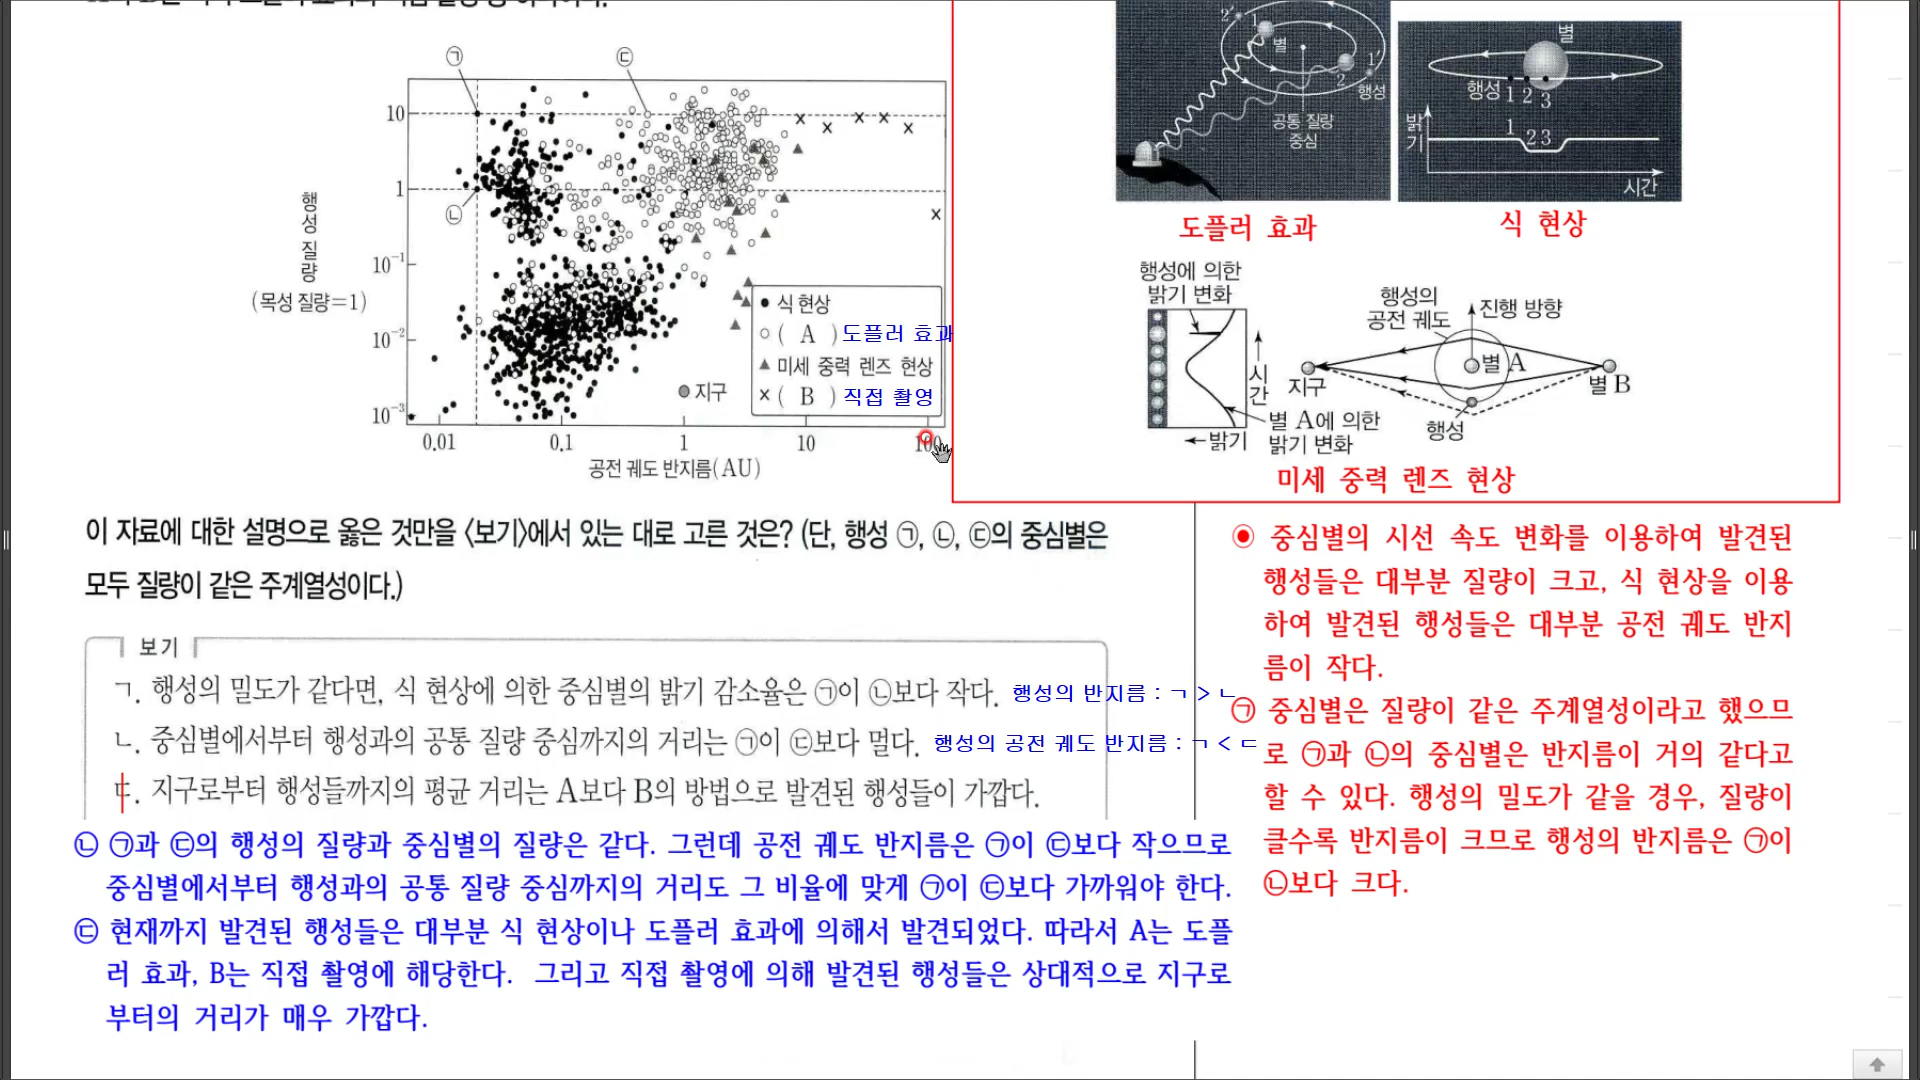 ㉠
㉢
10
1
10⁻¹
10⁻²
10⁻³
㉡
행성 질량
(목성 질량=1)
식 현상
( A ) 도플러 효과
미세 중력 렌즈 현상
( B ) 직접 촬영
지구
0.01 0.1 1 10 100
공전 궤도 반지름(AU)
2′ 1
별
1′
2
행성
공통 질량
중심
도플러 효과
별
행성 1 2 3
밝기
1
2 3
시간
식 현상
행성에 의한
밝기 변화
시간
별 A에 의한
밝기 변화
밝기
행성의
공전 궤도
진행 방향
별 A
지구
별 B
행성
미세 중력 렌즈 현상
이 자료에 대한 설명으로 옳은 것만을 〈보기〉에서 있는 대로 고른 것은? (단, 행성 ㉠, ㉡, ㉢의 중심별은
모두 질량이 같은 주계열성이다.)
보기
ㄱ. 행성의 밀도가 같다면, 식 현상에 의한 중심별의 밝기 감소율은 ㉠이 ㉡보다 작다. 행성의 반지름 : ㄱ > ㄴ
ㄴ. 중심별에서부터 행성과의 공통 질량 중심까지의 거리는 ㉠이 ㉢보다 멀다. 행성의 공전 궤도 반지름 : ㄱ < ㄷ
ㄷ. 지구로부터 행성들까지의 평균 거리는 A보다 B의 방법으로 발견된 행성들이 가깝다.
㉡ ㉠과 ㉢의 행성의 질량과 중심별의 질량은 같다. 그런데 공전 궤도 반지름은 ㉠이 ㉢보다 작으므로
중심별에서부터 행성과의 공통 질량 중심까지의 거리도 그 비율에 맞게 ㉠이 ㉢보다 가까워야 한다.
㉢ 현재까지 발견된 행성들은 대부분 식 현상이나 도플러 효과에 의해서 발견되었다. 따라서 A는 도플
러 효과, B는 직접 촬영에 해당한다. 그리고 직접 촬영에 의해 발견된 행성들은 상대적으로 지구로
부터의 거리가 매우 가깝다.
◉ 중심별의 시선 속도 변화를 이용하여 발견된
행성들은 대부분 질량이 크고, 식 현상을 이용
하여 발견된 행성들은 대부분 공전 궤도 반지
름이 작다.
㉠ 중심별은 질량이 같은 주계열성이라고 했으므
로 ㉠과 ㉡의 중심별은 반지름이 거의 같다고
할 수 있다. 행성의 밀도가 같을 경우, 질량이
클수록 반지름이 크므로 행성의 반지름은 ㉠이
㉡보다 크다.